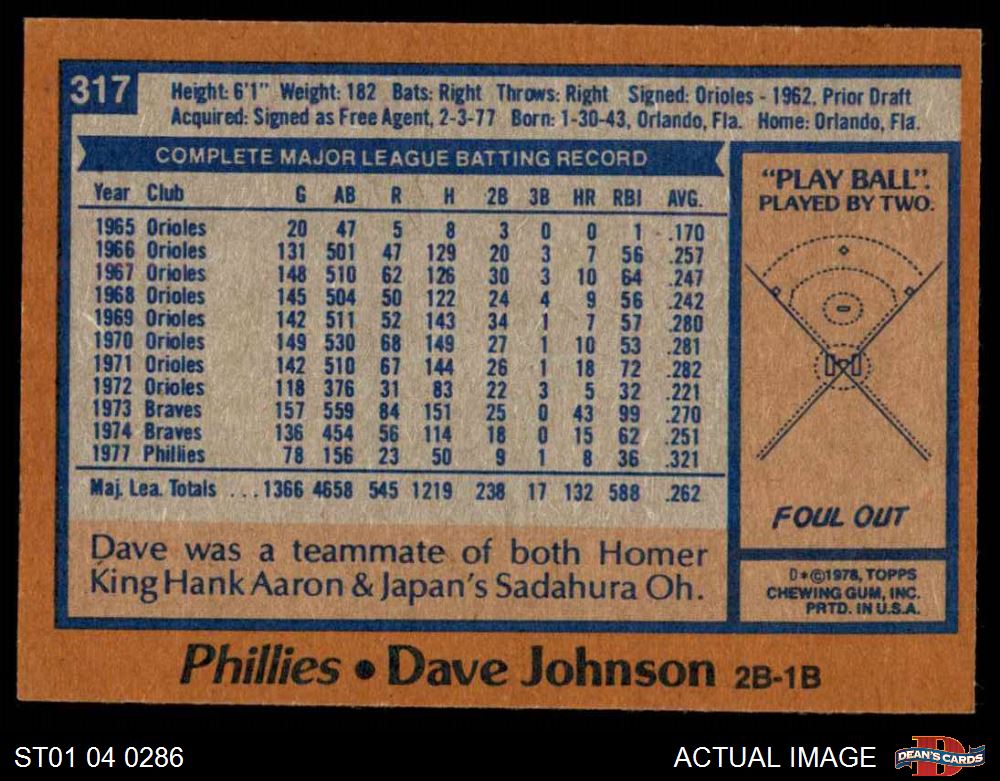 317
Height: 6'1" Weight: 182 Bats: Right Throws: Right Signed: Orioles - 1962, Prior Draft
Acquired: Signed as Free Agent, 2-3-77 Born: 1-30-43, Orlando, Fla. Home: Orlando, Fla.
COMPLETE MAJOR LEAGUE BATTING RECORD
Year Club G AB R H 2B 3B HR RBI AVG.
1965 Orioles 20 47 5 8 3 0 0 1 .170
1966 Orioles 131 501 47 129 20 3 7 56 .257
1967 Orioles 148 510 62 126 30 3 10 64 .247
1968 Orioles 145 504 50 122 24 4 9 56 .242
1969 Orioles 142 511 52 143 34 1 7 57 .280
1970 Orioles 149 530 68 149 27 1 10 53 .281
1971 Orioles 142 510 67 144 26 1 18 72 .282
1972 Orioles 118 376 31 83 22 3 5 32 .221
1973 Braves 157 559 84 151 25 0 43 99 .270
1974 Braves 136 454 56 114 18 0 15 62 .251
1977 Phillies 78 156 23 50 9 1 8 36 .321
Maj. Lea. Totals ...1366 4658 545 1219 238 17 132 588 .262
Dave was a teammate of both Homer
King Hank Aaron & Japan's Sadahura Oh.
"PLAY BALL".
PLAYED BY TWO.
FOUL OUT
D*©1978, TOPPS
CHEWING GUM, INC.
PRTD. IN U.S.A.
Phillies • Dave Johnson 2B-1B
ST01 04 0286
ACTUAL IMAGE
D
DEAN'S CARDS